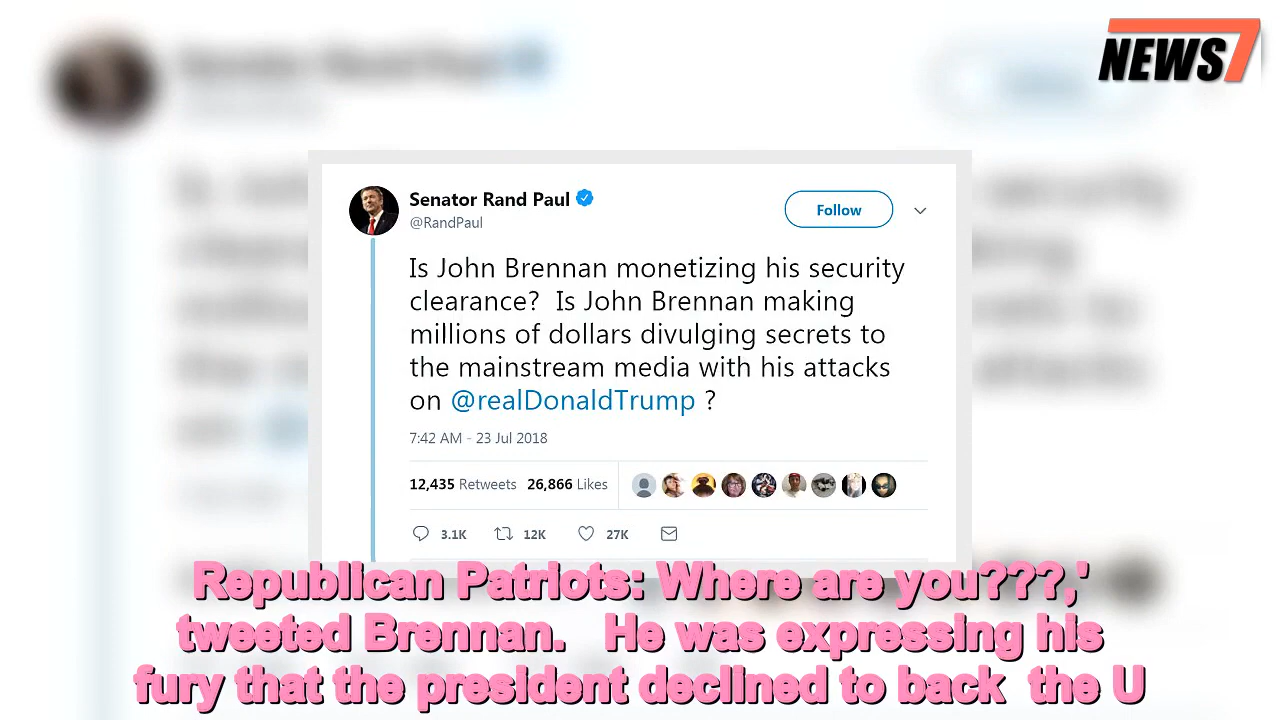 NEWS7
Senator Rand Paul
@RandPaul
Follow
Is John Brennan monetizing his security
clearance?  Is John Brennan making
millions of dollars divulging secrets to
the mainstream media with his attacks
on @realDonaldTrump ?
7:42 AM - 23 Jul 2018
12,435 Retweets 26,866 Likes
3.1K 12K 27K
Republican Patriots: Where are you???,'
tweeted Brennan.   He was expressing his
fury that the president declined to back  the U